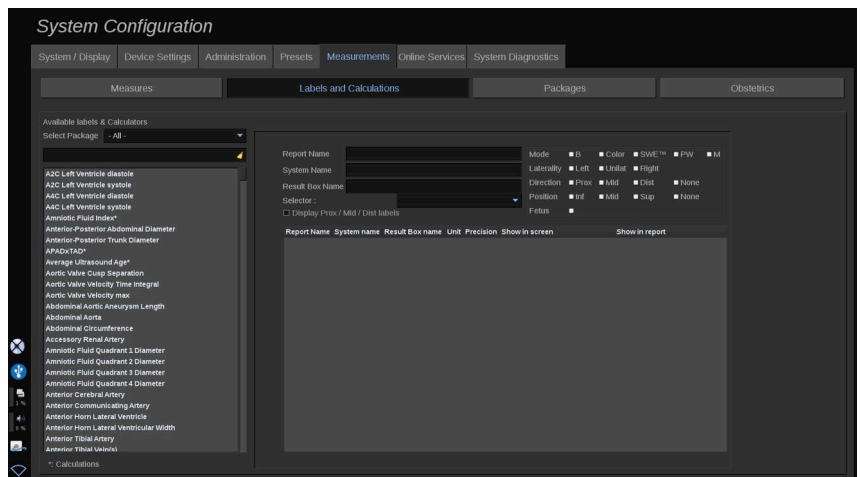 System Configuration
System / Display Device Settings Administration Presets Measurements Online Services System Diagnostics
Measures Labels and Calculations Packages Obstetrics
Available labels & Calculators
Select Package - All -
Report Name
System Name
Result Box Name
Selector :
Display Prox / Mid / Dist labels
Mode B Color SWE™ PW M
Laterality Left Unilat Right
Direction Prox Mid Dist None
Position Inf Mid Sup None
Fetus
Report Name System name Result Box name Unit Precision Show in screen Show in report
A2C Left Ventricle diastole
A2C Left Ventricle systole
A4C Left Ventricle diastole
A4C Left Ventricle systole
Amniotic Fluid Index*
Anterior-Posterior Abdominal Diameter
Anterior-Posterior Trunk Diameter
APADxTAD*
Average Ultrasound Age*
Aortic Valve Cusp Separation
Aortic Valve Velocity Time Integral
Aortic Valve Velocity max
Abdominal Aortic Aneurysm Length
Abdominal Aorta
Abdominal Circumference
Accessory Renal Artery
Amniotic Fluid Quadrant 1 Diameter
Amniotic Fluid Quadrant 2 Diameter
Amniotic Fluid Quadrant 3 Diameter
Amniotic Fluid Quadrant 4 Diameter
Anterior Cerebral Artery
Anterior Communicating Artery
Anterior Horn Lateral Ventricle
Anterior Horn Lateral Ventricular Width
Anterior Tibial Artery
Anterior Tibial Vein(s)
*: Calculations
1 %